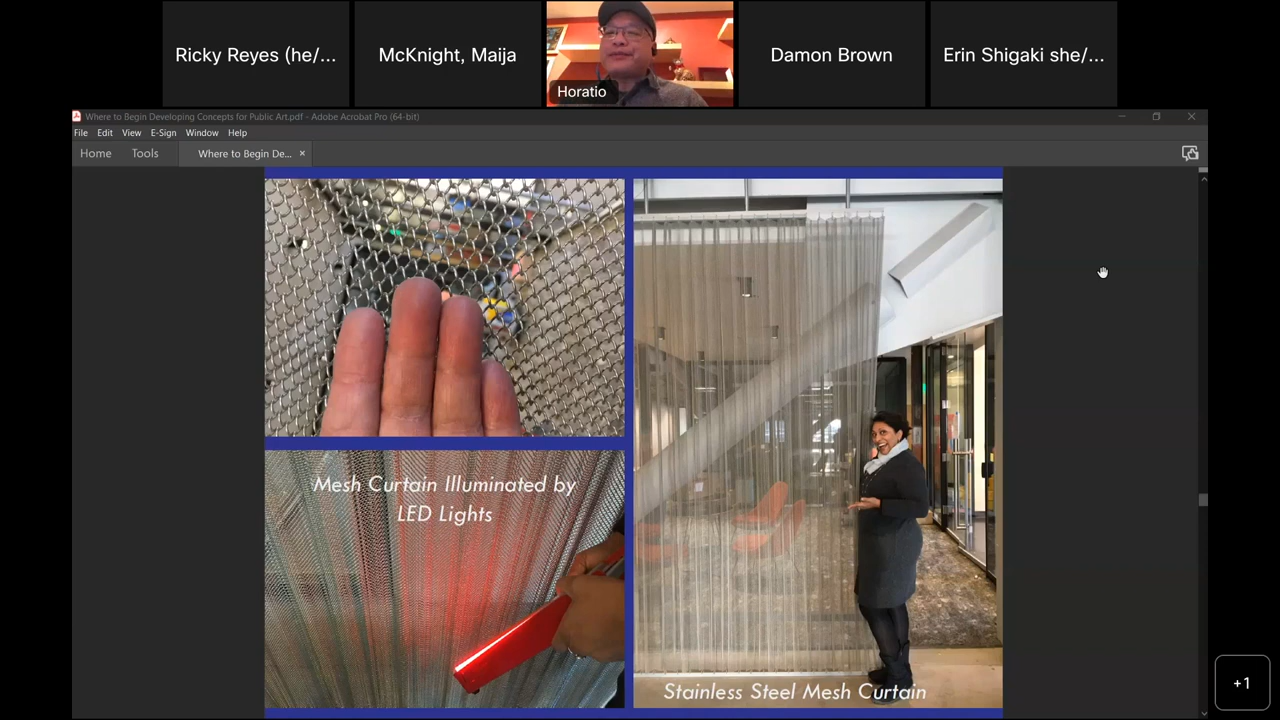 Ricky Reyes (he/...
McKnight, Maija
Horatio
Damon Brown
Erin Shigaki she/...
Where to Begin Developing Concepts for Public Art.pdf - Adobe Acrobat Pro (64-bit)
File Edit View E-Sign Window Help
Home Tools Where to Begin De... ×
Mesh Curtain Illuminated by
LED Lights
Stainless Steel Mesh Curtain
+1